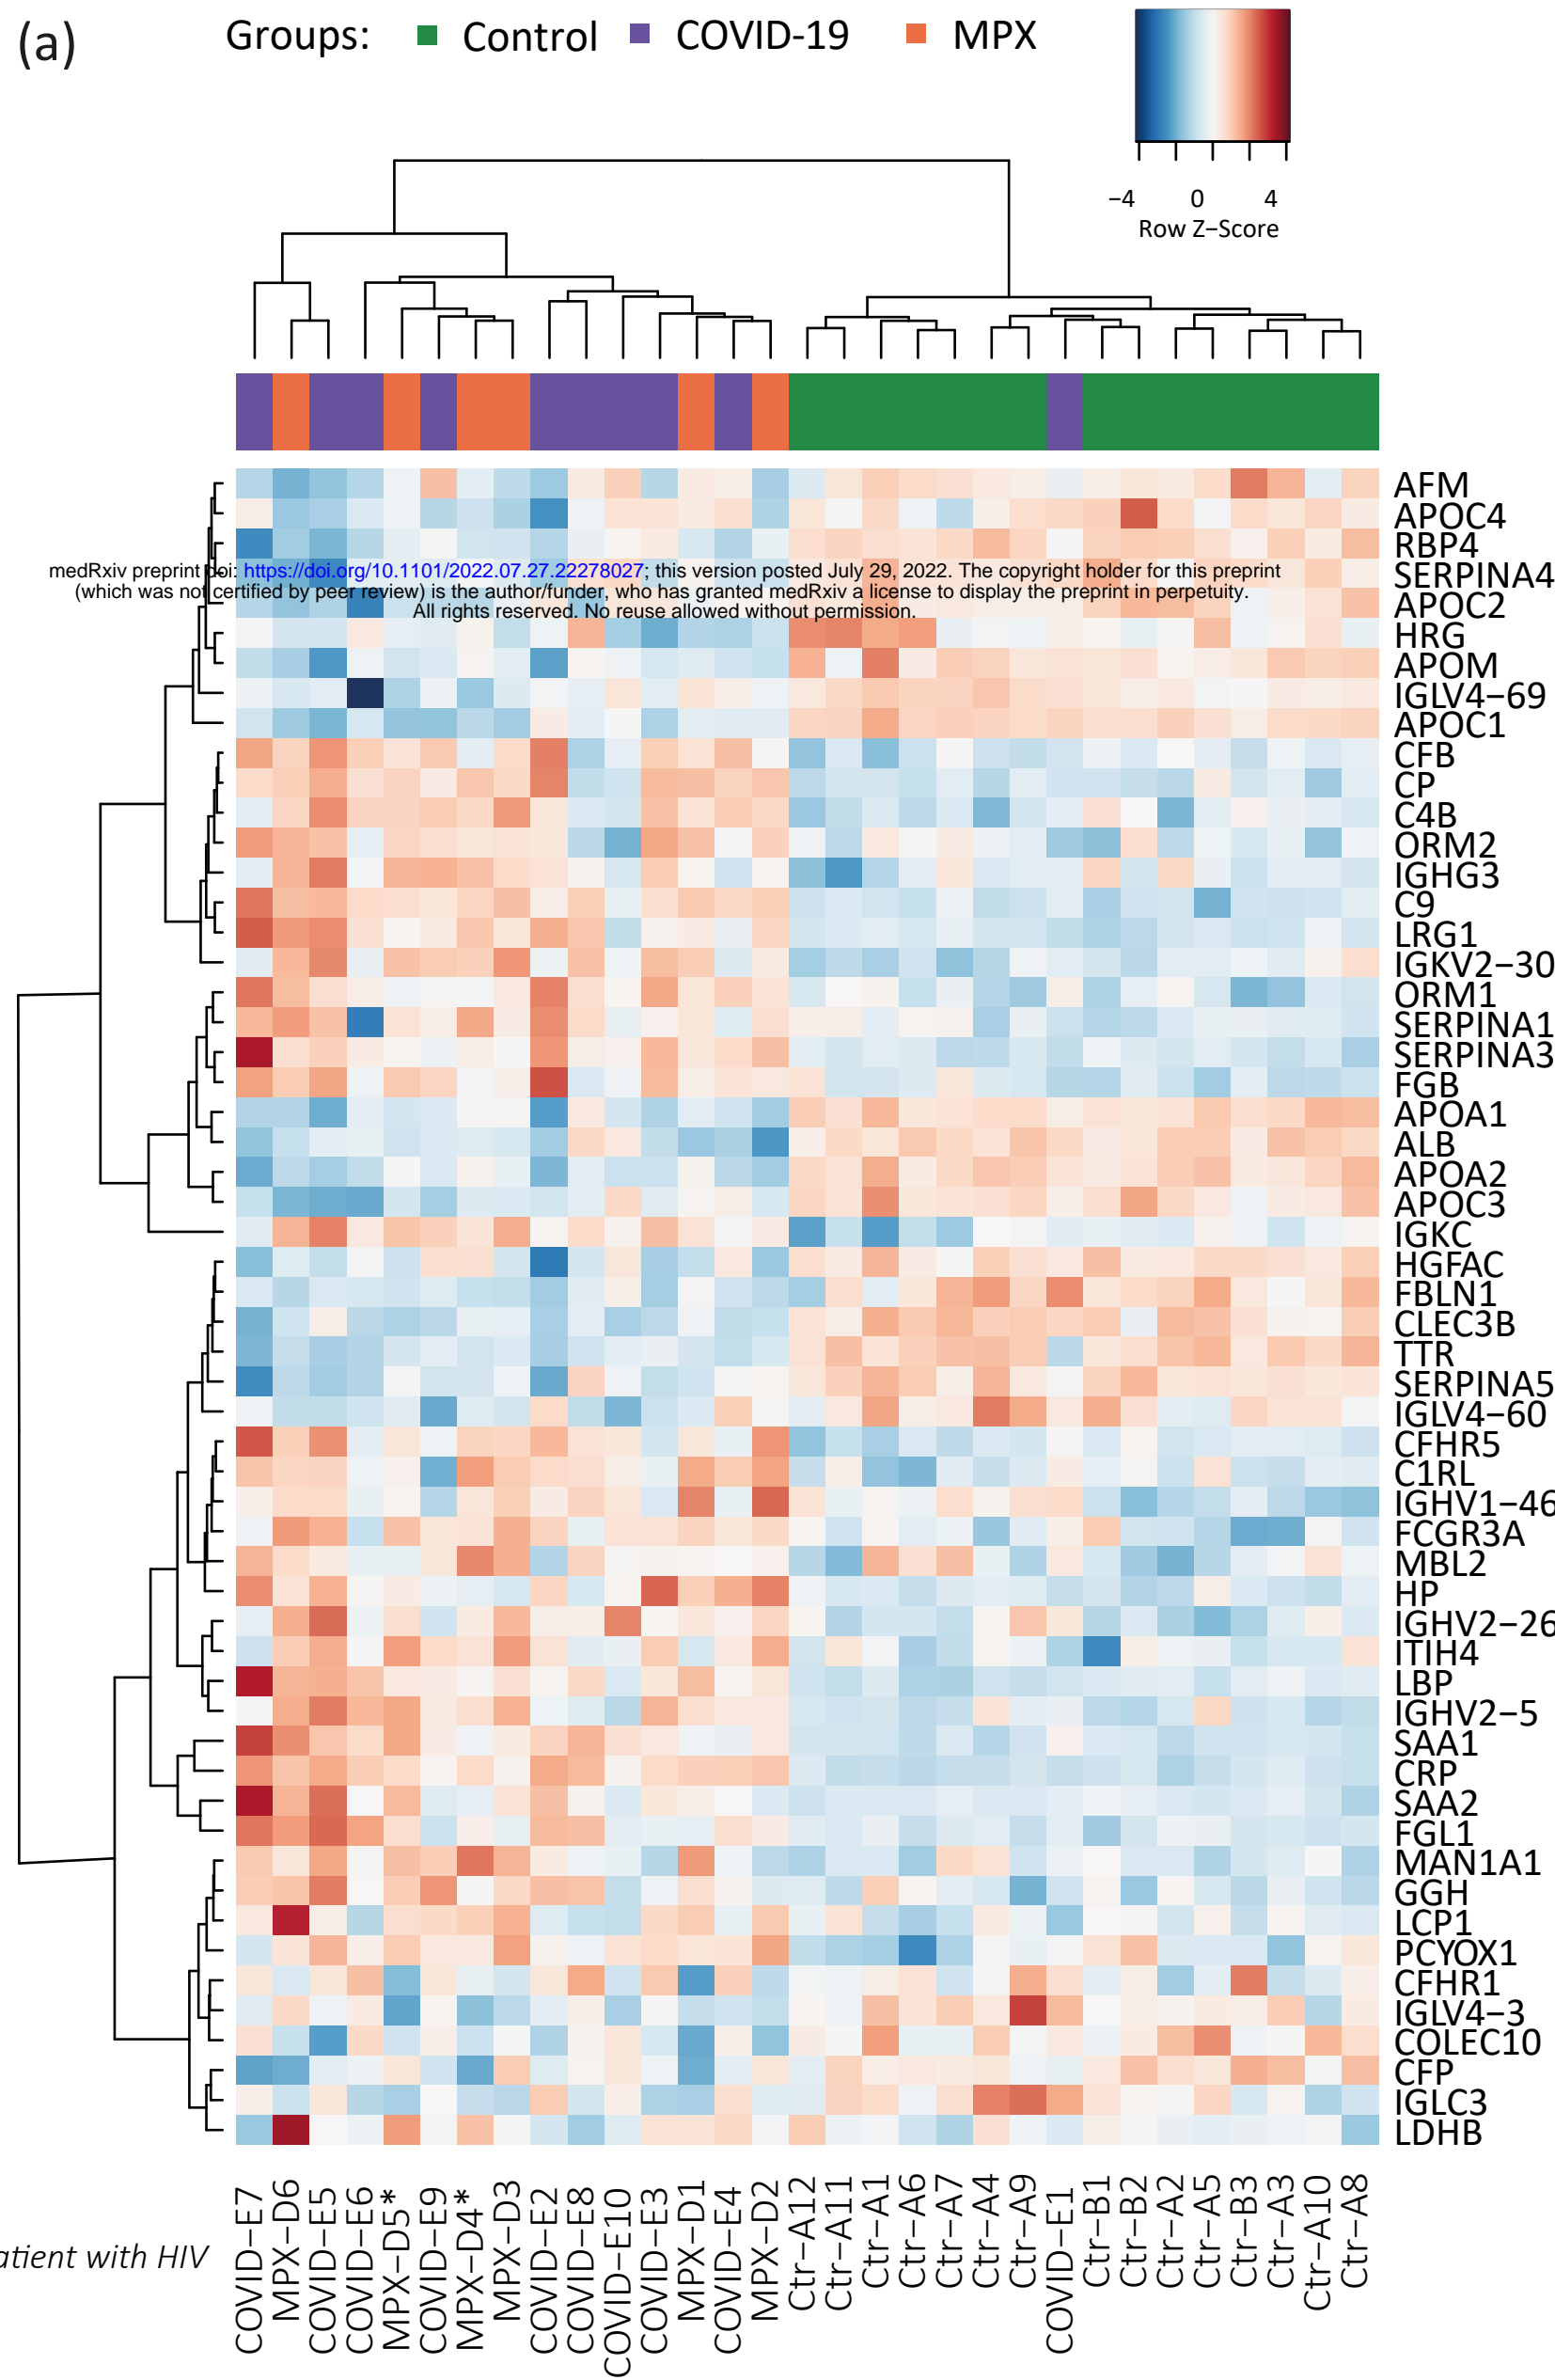 (a)
Groups: Control COVID-19 MPX
−4 0 4
Row Z−Score
medRxiv preprint doi: https://doi.org/10.1101/2022.07.27.22278027; this version posted July 29, 2022. The copyright holder for this preprint
(which was not certified by peer review) is the author/funder, who has granted medRxiv a license to display the preprint in perpetuity.
All rights reserved. No reuse allowed without permission.
AFM
APOC4
RBP4
SERPINA4
APOC2
HRG
APOM
IGLV4−69
APOC1
CFB
CP
C4B
ORM2
IGHG3
C9
LRG1
IGKV2−30
ORM1
SERPINA1
SERPINA3
FGB
APOA1
ALB
APOA2
APOC3
IGKC
HGFAC
FBLN1
CLEC3B
TTR
SERPINA5
IGLV4−60
CFHR5
C1RL
IGHV1−46
FCGR3A
MBL2
HP
IGHV2−26
ITIH4
LBP
IGHV2−5
SAA1
CRP
SAA2
FGL1
MAN1A1
GGH
LCP1
PCYOX1
CFHR1
IGLV4−3
COLEC10
CFP
IGLC3
LDHB
atient with HIV
COVID−E7
MPX−D6
COVID−E5
COVID−E6
MPX−D5*
COVID−E9
MPX−D4*
MPX−D3
COVID−E2
COVID−E8
COVID−E10
COVID−E3
MPX−D1
COVID−E4
MPX−D2
Ctr−A12
Ctr−A11
Ctr−A1
Ctr−A6
Ctr−A7
Ctr−A4
Ctr−A9
COVID−E1
Ctr−B1
Ctr−B2
Ctr−A2
Ctr−A5
Ctr−B3
Ctr−A3
Ctr−A10
Ctr−A8